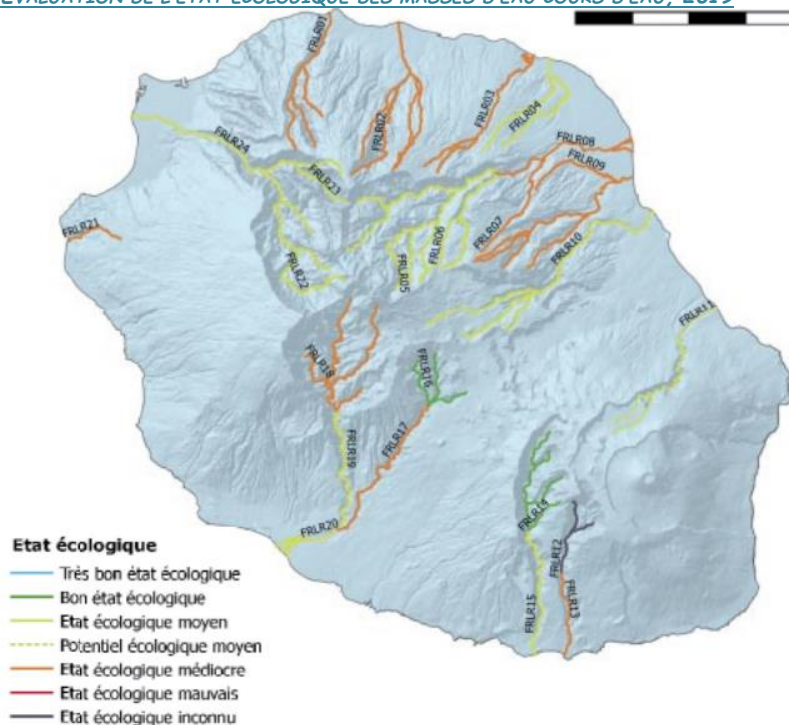 EVALUATION DE L'ETAT ECOLOGIQUE DES MASSES D'EAU COURS D'EAU, 2019
FRLR01
FRLR02
FRLR03
FRLR04
FRLR24
FRLR23
FRLR08
FRLR09
FRLR21
FRLR22
FRLR05
FRLR06
FRLR07
FRLR10
FRLR11
FRLR18
FRLR16
FRLR17
FRLR19
FRLR20
FRLR14
FRLR12
FRLR15
FRLR13
Etat écologique
Très bon état écologique
Bon état écologique
Etat écologique moyen
Potentiel écologique moyen
Etat écologique médiocre
Etat écologique mauvais
Etat écologique inconnu